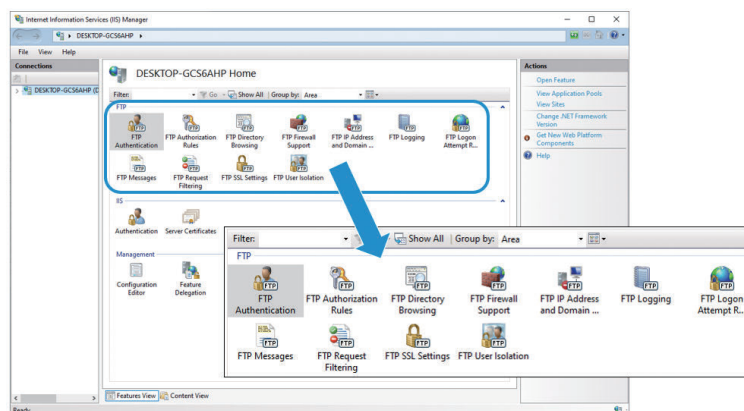 Internet Information Services (IIS) Manager
DESKTOP-GCS6AHP
File View Help
Connections
DESKTOP-GCS6AHP (D
DESKTOP-GCS6AHP Home
Filter: Go Show All Group by: Area
FTP
FTP Authentication
FTP Authorization Rules
FTP Directory Browsing
FTP Firewall Support
FTP IP Address and Domain ...
FTP Logging
FTP Logon Attempt R...
FTP Messages
FTP Request Filtering
FTP SSL Settings
FTP User Isolation
IIS
Authentication
Server Certificates
Management
Configuration Editor
Feature Delegation
Features View Content View
Ready
Actions
Open Feature
View Application Pools
View Sites
Change .NET Framework
Version
Get New Web Platform
Components
Help
Filter: Show All Group by: Area
FTP
FTP Authentication
FTP Authorization Rules
FTP Directory Browsing
FTP Firewall Support
FTP IP Address and Domain ...
FTP Logging
FTP Logon Attempt R...
FTP Messages
FTP Request Filtering
FTP SSL Settings
FTP User Isolation